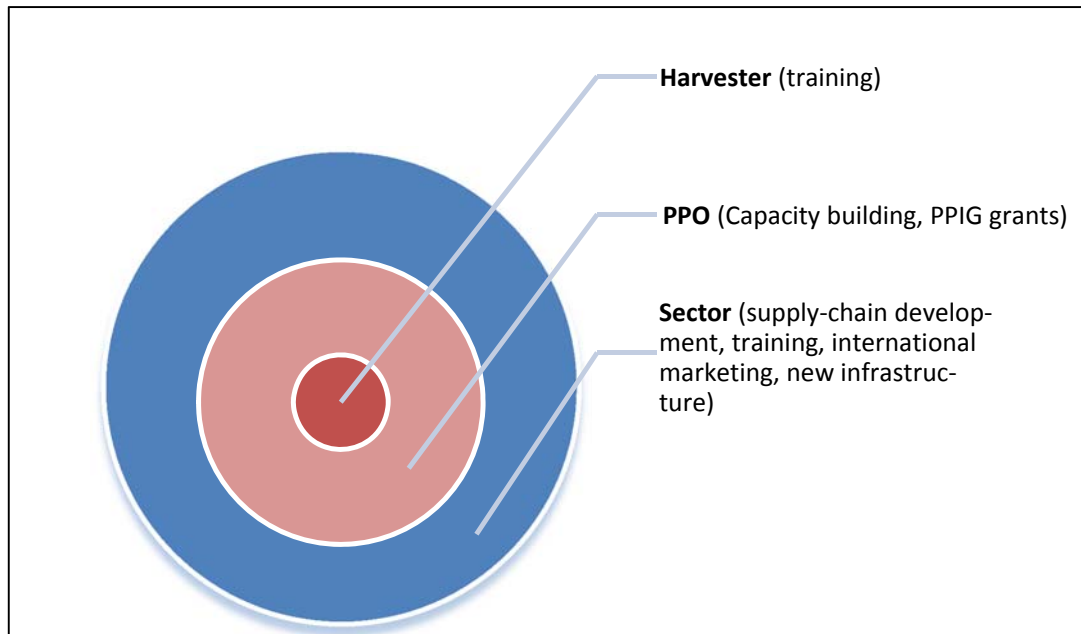 Harvester (training)
PPO (Capacity building, PPIG grants)
Sector (supply-chain develop-
ment, training, international
marketing, new infrastruc-
ture)